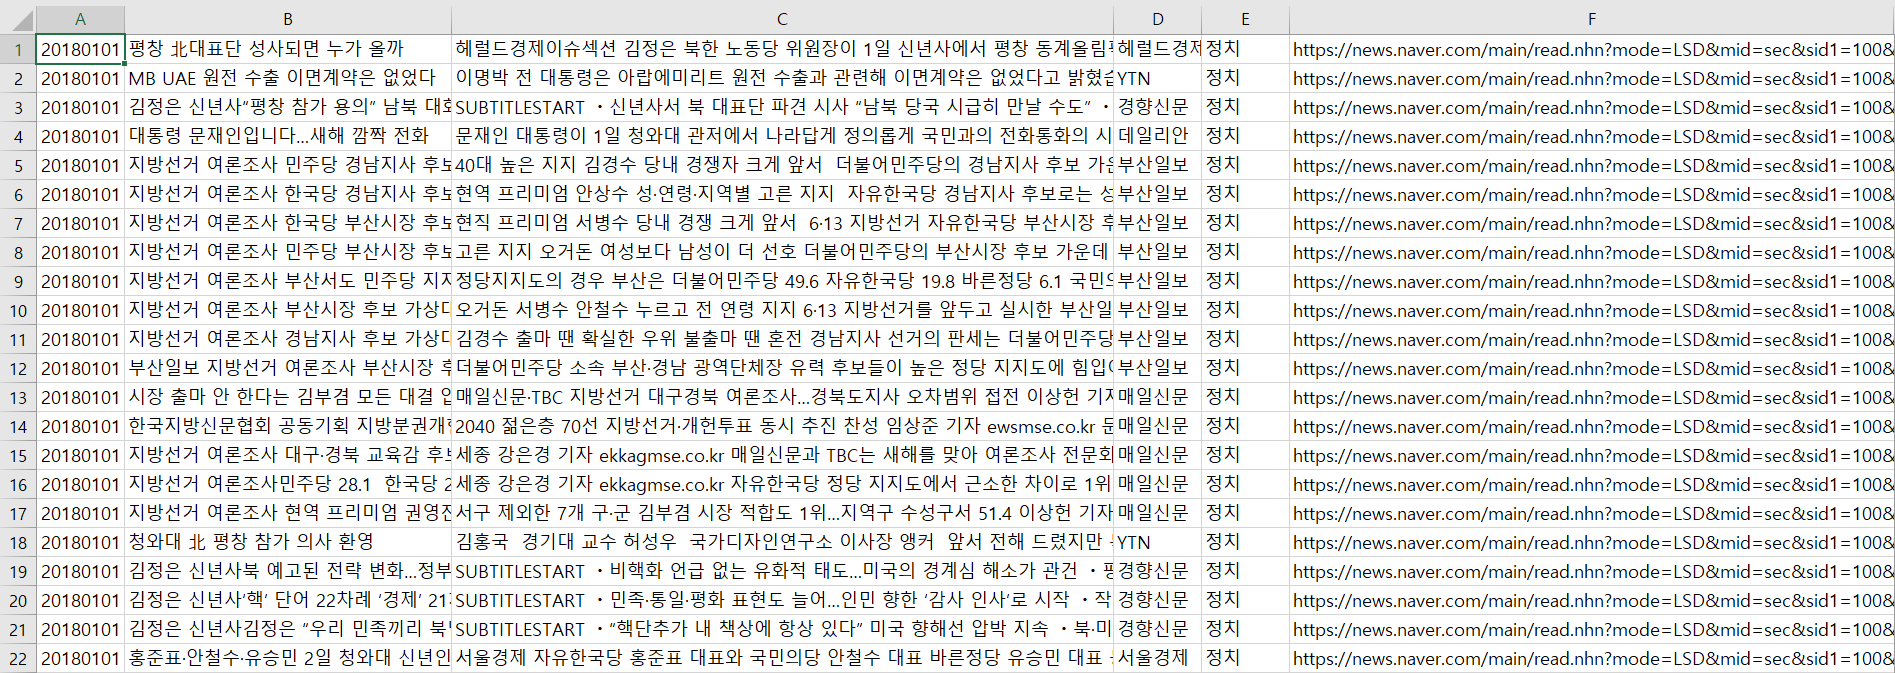 A B C D E F
1 20180101 평창 北대표단 성사되면 누가 올까 헤럴드경제이슈섹션 김정은 북한 노동당 위원장이 1일 신년사에서 평창 동계올림픽 헤럴드경제 정치 https://news.naver.com/main/read.nhn?mode=LSD&mid=sec&sid1=100&
2 20180101 MB UAE 원전 수출 이면계약은 없었다 이명박 전 대통령은 아랍에미리트 원전 수출과 관련해 이면계약은 없었다고 밝혔습 YTN 정치 https://news.naver.com/main/read.nhn?mode=LSD&mid=sec&sid1=100&
3 20180101 김정은 신년사“평창 참가 용의” 남북 대화 SUBTITLESTART ・신년사서 북 대표단 파견 시사 “남북 당국 시급히 만날 수도” ・ 경향신문 정치 https://news.naver.com/main/read.nhn?mode=LSD&mid=sec&sid1=100&
4 20180101 대통령 문재인입니다…새해 깜짝 전화 문재인 대통령이 1일 청와대 관저에서 나라답게 정의롭게 국민과의 전화통화의 시 데일리안 정치 https://news.naver.com/main/read.nhn?mode=LSD&mid=sec&sid1=100&
5 20180101 지방선거 여론조사 민주당 경남지사 후보 40대 높은 지지 김경수 당내 경쟁자 크게 앞서 더불어민주당의 경남지사 후보 가운 부산일보 정치 https://news.naver.com/main/read.nhn?mode=LSD&mid=sec&sid1=100&
6 20180101 지방선거 여론조사 한국당 경남지사 후보 현역 프리미엄 안상수 성·연령·지역별 고른 지지 자유한국당 경남지사 후보로는 성 부산일보 정치 https://news.naver.com/main/read.nhn?mode=LSD&mid=sec&sid1=100&
7 20180101 지방선거 여론조사 한국당 부산시장 후보 현직 프리미엄 서병수 당내 경쟁 크게 앞서 6·13 지방선거 자유한국당 부산시장 후 부산일보 정치 https://news.naver.com/main/read.nhn?mode=LSD&mid=sec&sid1=100&
8 20180101 지방선거 여론조사 민주당 부산시장 후보 고른 지지 오거돈 여성보다 남성이 더 선호 더불어민주당의 부산시장 후보 가운데 부산일보 정치 https://news.naver.com/main/read.nhn?mode=LSD&mid=sec&sid1=100&
9 20180101 지방선거 여론조사 부산서도 민주당 지지 정당지지도의 경우 부산은 더불어민주당 49.6 자유한국당 19.8 바른정당 6.1 국민의 부산일보 정치 https://news.naver.com/main/read.nhn?mode=LSD&mid=sec&sid1=100&
10 20180101 지방선거 여론조사 부산시장 후보 가상대 오거돈 서병수 안철수 누르고 전 연령 지지 6·13 지방선거를 앞두고 실시한 부산일 부산일보 정치 https://news.naver.com/main/read.nhn?mode=LSD&mid=sec&sid1=100&
11 20180101 지방선거 여론조사 경남지사 후보 가상대 김경수 출마 땐 확실한 우위 불출마 땐 혼전 경남지사 선거의 판세는 더불어민주당 부산일보 정치 https://news.naver.com/main/read.nhn?mode=LSD&mid=sec&sid1=100&
12 20180101 부산일보 지방선거 여론조사 부산시장 후 더불어민주당 소속 부산·경남 광역단체장 유력 후보들이 높은 정당 지지도에 힘입어 부산일보 정치 https://news.naver.com/main/read.nhn?mode=LSD&mid=sec&sid1=100&
13 20180101 시장 출마 안 한다는 김부겸 모든 대결 압 매일신문·TBC 지방선거 대구경북 여론조사…경북도지사 오차범위 접전 이상헌 기자 매일신문 정치 https://news.naver.com/main/read.nhn?mode=LSD&mid=sec&sid1=100&
14 20180101 한국지방신문협회 공동기획 지방분권개헌 2040 젊은층 70선 지방선거·개헌투표 동시 추진 찬성 임상준 기자 ewsmse.co.kr 문 매일신문 정치 https://news.naver.com/main/read.nhn?mode=LSD&mid=sec&sid1=100&
15 20180101 지방선거 여론조사 대구·경북 교육감 후보 세종 강은경 기자 ekkagmse.co.kr 매일신문과 TBC는 새해를 맞아 여론조사 전문회 매일신문 정치 https://news.naver.com/main/read.nhn?mode=LSD&mid=sec&sid1=100&
16 20180101 지방선거 여론조사민주당 28.1 한국당 2 세종 강은경 기자 ekkagmse.co.kr 자유한국당 정당 지지도에서 근소한 차이로 1위 매일신문 정치 https://news.naver.com/main/read.nhn?mode=LSD&mid=sec&sid1=100&
17 20180101 지방선거 여론조사 현역 프리미엄 권영진 서구 제외한 7개 구·군 김부겸 시장 적합도 1위…지역구 수성구서 51.4 이상헌 기자 매일신문 정치 https://news.naver.com/main/read.nhn?mode=LSD&mid=sec&sid1=100&
18 20180101 청와대 北 평창 참가 의사 환영 김홍국 경기대 교수 허성우 국가디자인연구소 이사장 앵커 앞서 전해 드렸지만 YTN 정치 https://news.naver.com/main/read.nhn?mode=LSD&mid=sec&sid1=100&
19 20180101 김정은 신년사북 예고된 전략 변화…정부 SUBTITLESTART ・비핵화 언급 없는 유화적 태도…미국의 경계심 해소가 관건 ・평 경향신문 정치 https://news.naver.com/main/read.nhn?mode=LSD&mid=sec&sid1=100&
20 20180101 김정은 신년사‘핵’ 단어 22차례 ‘경제’ 21차 SUBTITLESTART ・민족·통일·평화 표현도 늘어…인민 향한 ‘감사 인사’로 시작 ・작 경향신문 정치 https://news.naver.com/main/read.nhn?mode=LSD&mid=sec&sid1=100&
21 20180101 김정은 신년사김정은 “우리 민족끼리 북 SUBTITLESTART ・“핵단추가 내 책상에 항상 있다” 미국 향해선 압박 지속 ・북·미 경향신문 정치 https://news.naver.com/main/read.nhn?mode=LSD&mid=sec&sid1=100&
22 20180101 홍준표·안철수·유승민 2일 청와대 신년인 서울경제 자유한국당 홍준표 대표와 국민의당 안철수 대표 바른정당 유승민 대표 서울경제 정치 https://news.naver.com/main/read.nhn?mode=LSD&mid=sec&sid1=100&